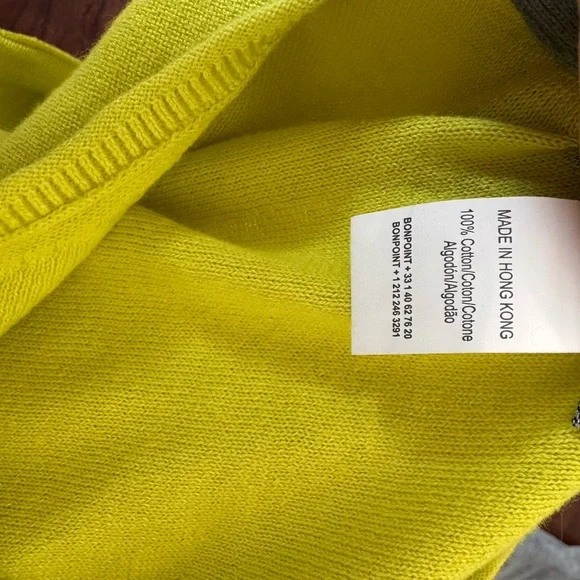 MADE IN HONG KONG
100% Cotton/Coton/Cotone
Algodón/Algodão
BONPOINT + 33 1 40 62 76 20
BONPOINT + 1 212 246 3291